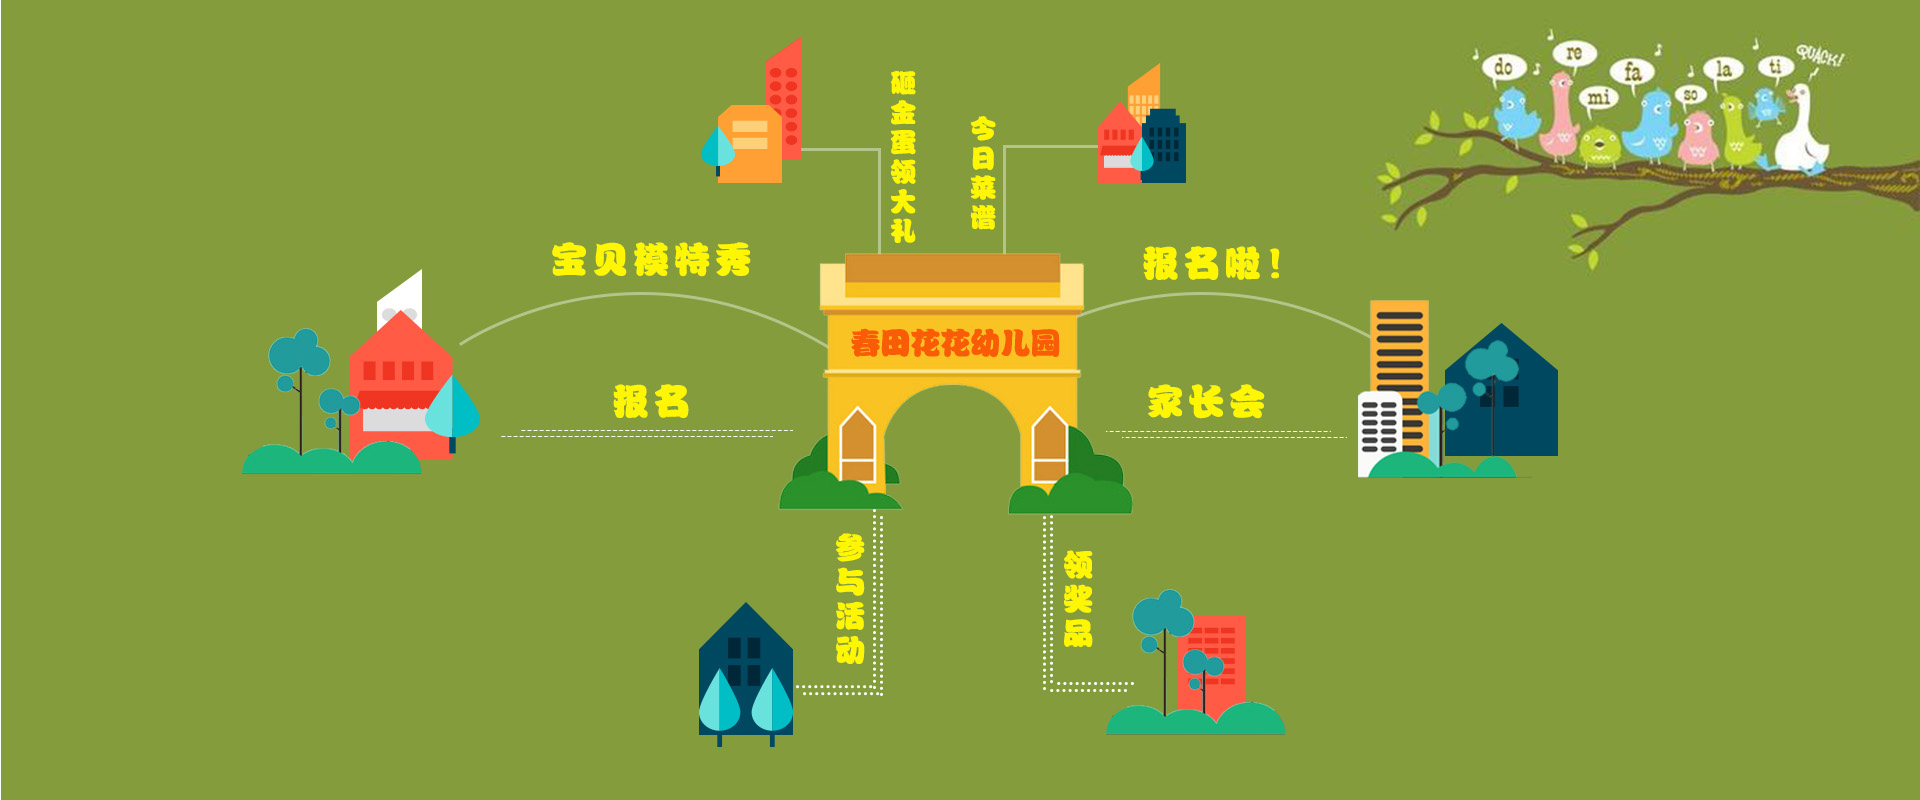 do
re
mi
fa
so
la
ti
QUACK!
砸金蛋领大礼
今日菜谱
宝贝模特秀
报名啦!
春田花花幼儿园
报名
家长会
参与活动
领奖品